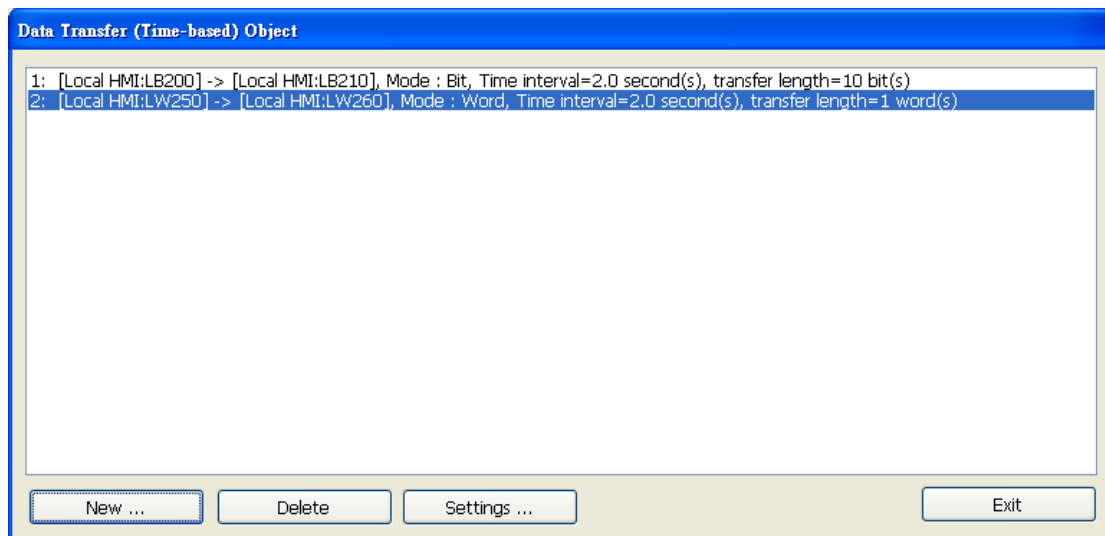 Data Transfer (Time-based) Object
1: [Local HMI:LB200] -> [Local HMI:LB210], Mode : Bit, Time interval=2.0 second(s), transfer length=10 bit(s)
2: [Local HMI:LW250] -> [Local HMI:LW260], Mode : Word, Time interval=2.0 second(s), transfer length=1 word(s)
New ... Delete Settings ... Exit